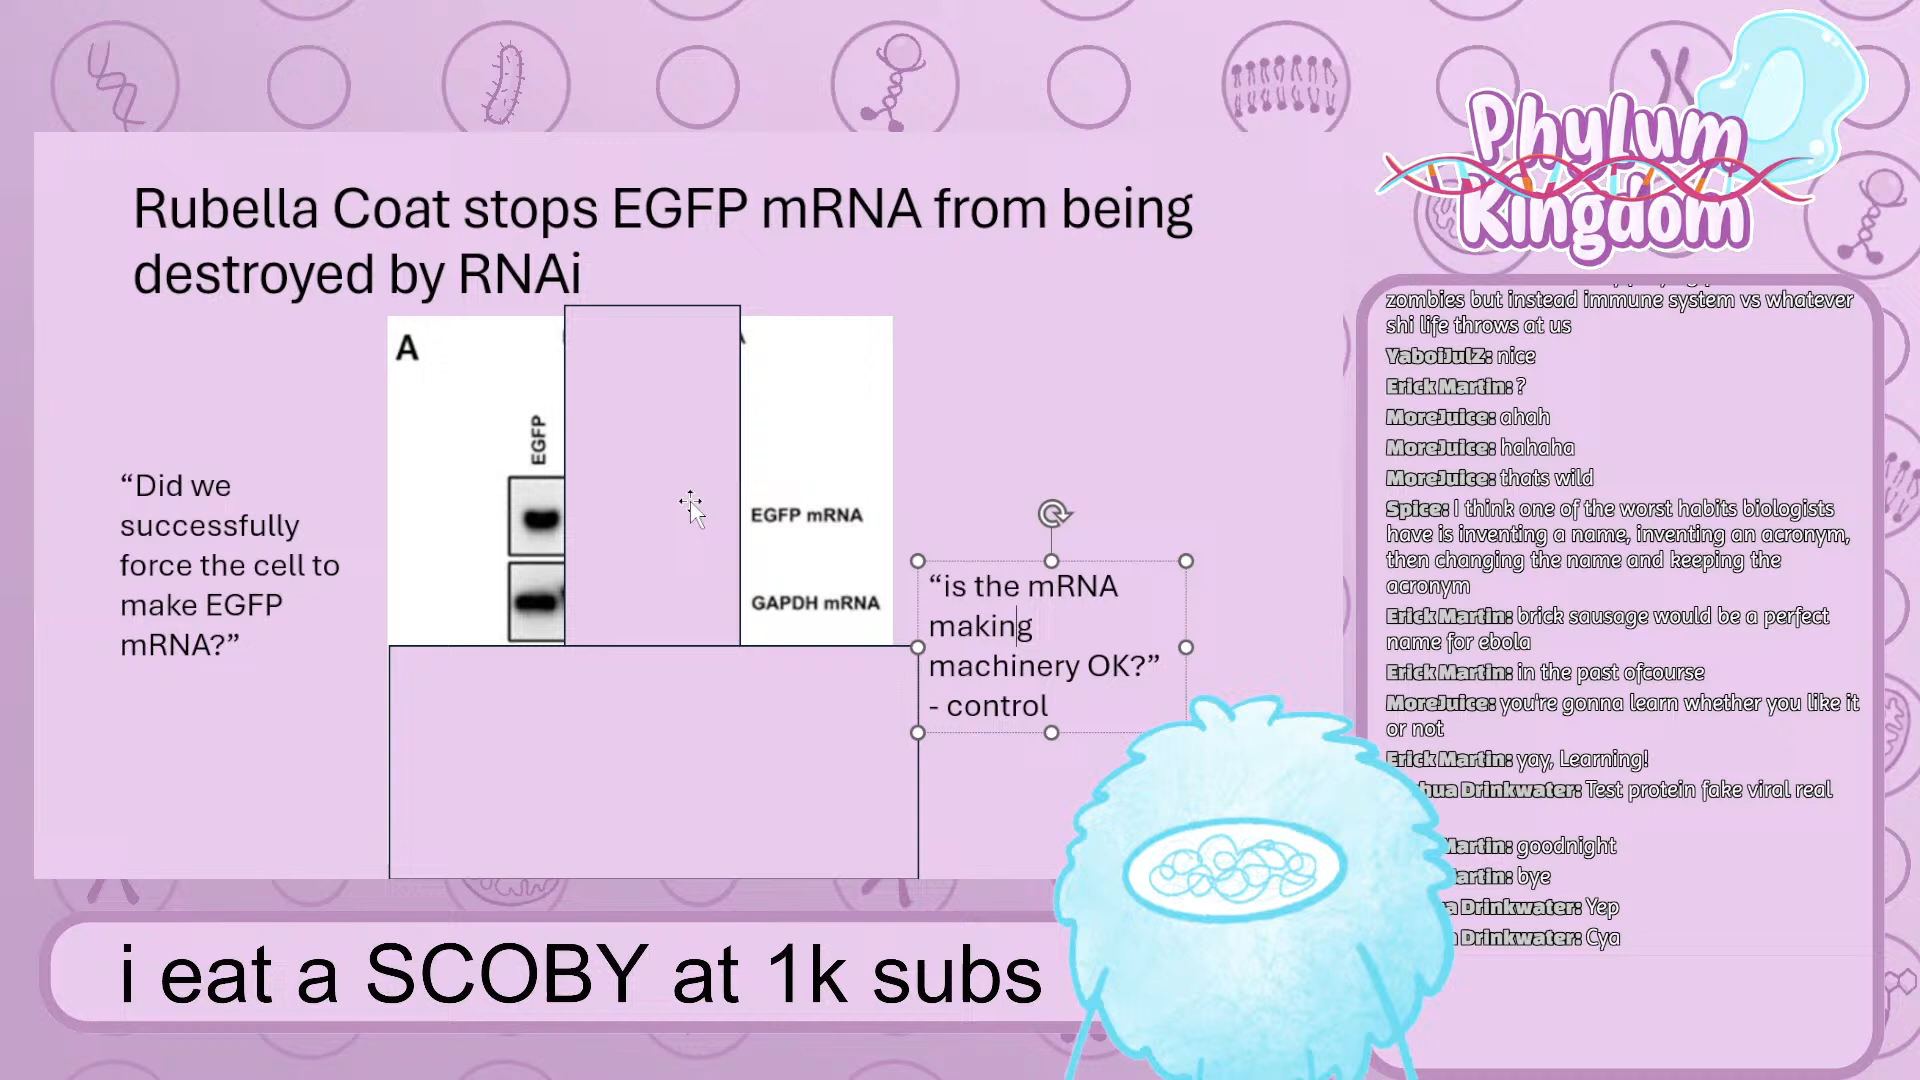 Phylum
Kingdom
Rubella Coat stops EGFP mRNA from being
destroyed by RNAi
A
EGFP
EGFP mRNA
GAPDH mRNA
“Did we
successfully
force the cell to
make EGFP
mRNA?”
“is the mRNA
making
machinery OK?”
- control
zombies but instead immune system vs whatever
shi life throws at us
YaboiJulZ: nice
Erick Martin: ?
MoreJuice: ahah
MoreJuice: hahaha
MoreJuice: thats wild
Spice: I think one of the worst habits biologists
have is inventing a name, inventing an acronym,
then changing the name and keeping the
acronym
Erick Martin: brick sausage would be a perfect
name for ebola
Erick Martin: in the past ofcourse
MoreJuice: you're gonna learn whether you like it
or not
Erick Martin: yay, Learning!
hua Drinkwater: Test protein fake viral real
Martin: goodnight
artin: bye
a Drinkwater: Yep
Drinkwater: Cya
i eat a SCOBY at 1k subs